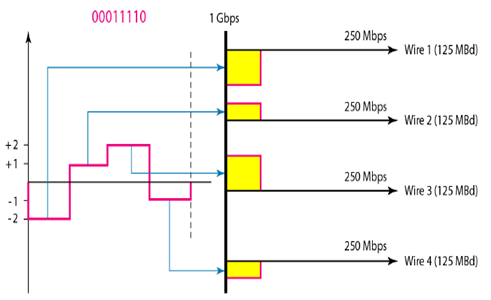 00011110
1 Gbps
250 Mbps
Wire 1 (125 MBd)
250 Mbps
Wire 2 (125 MBd)
+2
+1
-1
-2
250 Mbps
Wire 3 (125 MBd)
250 Mbps
Wire 4 (125 MBd)